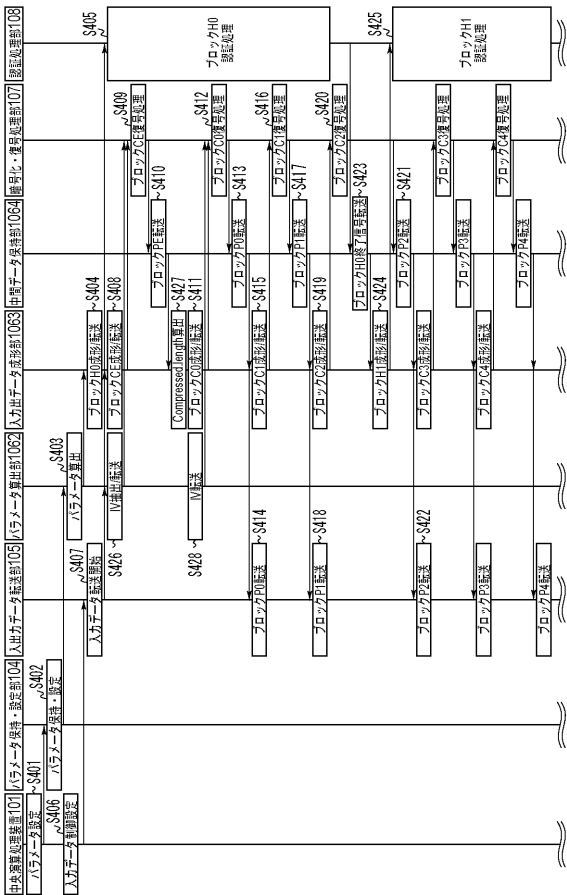 中央演算処理装置101
パラメータ保持・設定部104
入出力データ転送部105
パラメータ算出部1062
入力出データ成形部1063
中間データ保持部1064
暗号化・復号処理部107
認証処理部108
パラメータ設定
S401
パラメータ保持・設定
S402
パラメータ算出
S403
ブロックH0成形/転送
S404
S405
ブロックH0
認証処理
入力データ制御設定
S406
入力データ転送開始
S407
IV抽出/転送
S426
ブロックCE成形/転送
S408
ブロックCE復号処理
S409
ブロックPE転送
S410
Compressed.length算出
S427
IV転送
S428
ブロックC0成形/転送
S411
ブロックC0復号処理
S412
ブロックP0転送
S413
ブロックP0転送
S414
ブロックC1成形/転送
S415
ブロックC1復号処理
S416
ブロックP1転送
S417
ブロックP1転送
S418
ブロックC2成形/転送
S419
ブロックC2復号処理
S420
ブロックH0終了信号転送
S423
ブロックH1成形/転送
S424
S425
ブロックH1
認証処理
ブロックP2転送
S421
ブロックP2転送
S422
ブロックC3成形/転送
ブロックC3復号処理
ブロックP3転送
ブロックP3転送
ブロックC4成形/転送
ブロックC4復号処理
ブロックP4転送
ブロックP4転送